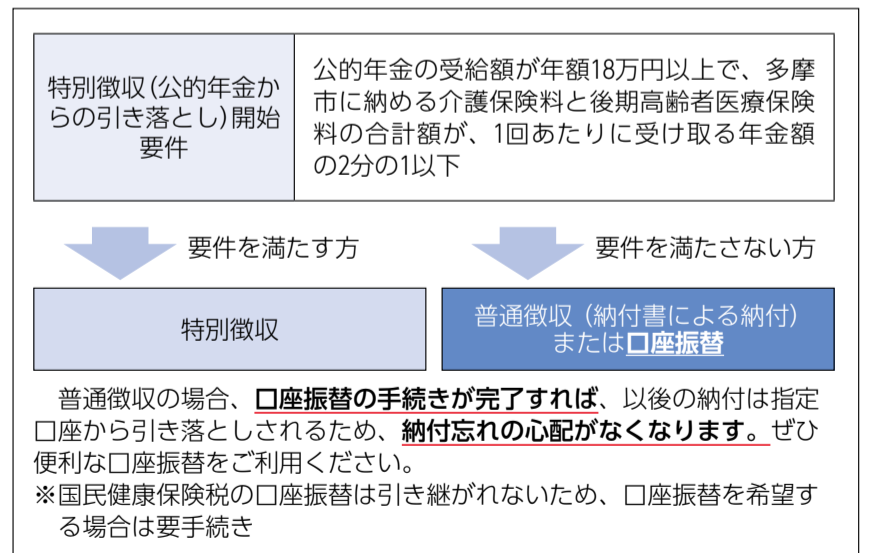 特別徴収(公的年金か
らの引き落とし)開始
要件
公的年金の受給額が年額18万円以上で、多摩
市に納める介護保険料と後期高齢者医療保険
料の合計額が、1回あたりに受け取る年金額
の2分の1以下
要件を満たす方
要件を満たさない方
特別徴収
普通徴収(納付書による納付)
または口座振替
普通徴収の場合、口座振替の手続きが完了すれば、以後の納付は指定
口座から引き落としされるため、納付忘れの心配がなくなります。ぜひ
便利な口座振替をご利用ください。
※国民健康保険税の口座振替は引き継がれないため、口座振替を希望す
る場合は要手続き